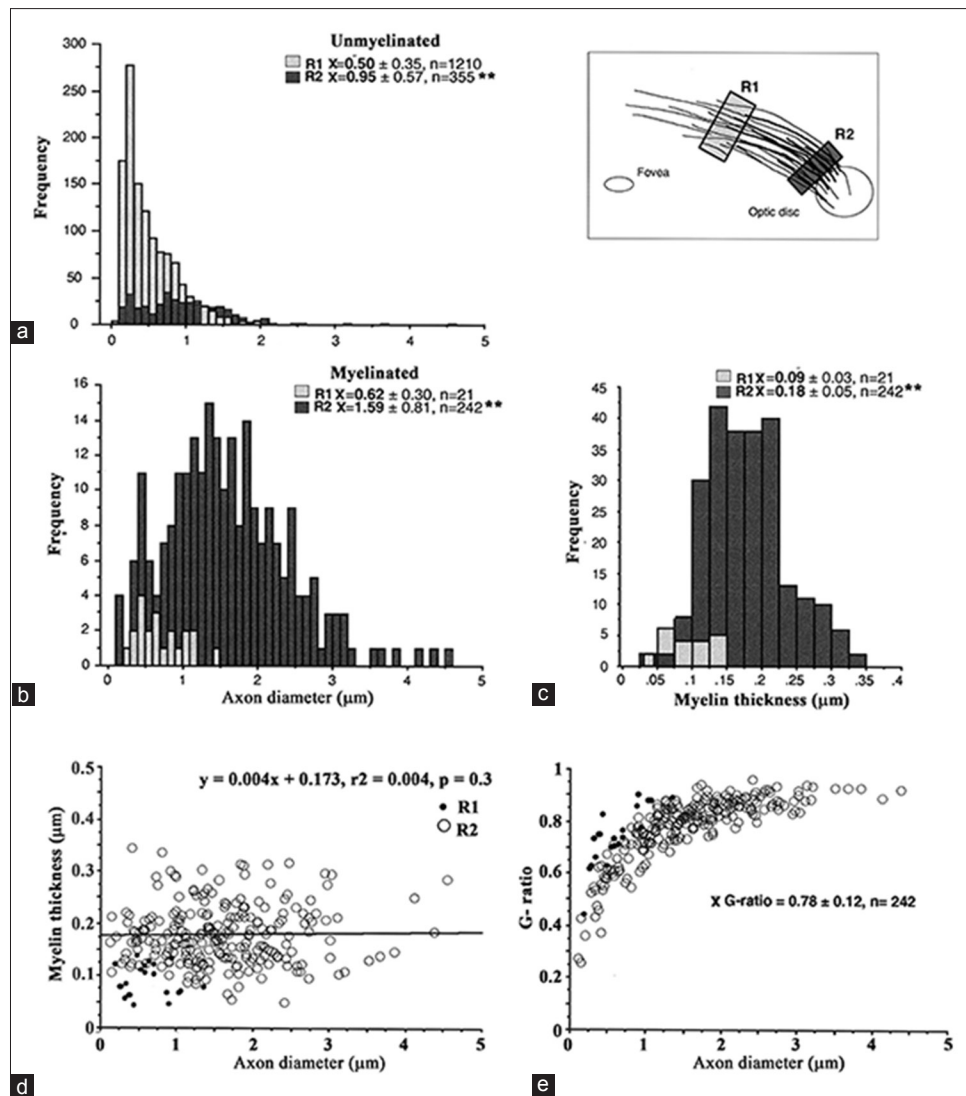 Unmyelinated
R1 X=0.50 ± 0.35, n=1210
R2 X=0.95 ± 0.57, n=355**
Frequency
300
250
200
150
100
50
0
0
1
2
3
4
5
a
R1
R2
Fovea
Optic disc
Myelinated
R1 X=0.62 ± 0.30, n=21
R2 X=1.59 ± 0.81, n=242**
Frequency
16
14
12
10
8
6
4
2
0
0
1
2
3
4
5
Axon diameter (µm)
b
R1X=0.09 ± 0.03, n=21
R2X=0.18 ± 0.05, n=242**
Frequency
45
40
35
30
25
20
15
10
5
0
0
.05
.1
.15
.2
.25
.3
.35
.4
Myelin thickness (µm)
c
y = 0.004x + 0.173, r2 = 0.004, p = 0.3
R1
R2
Myelin thickness (µm)
0.5
0.4
0.3
0.2
0.1
0
0
1
2
3
4
5
Axon diameter (µm)
d
G- ratio
1
0.8
0.6
0.4
0.2
0
X G-ratio = 0.78 ± 0.12, n= 242
0
1
2
3
4
5
Axon diameter (µm)
e